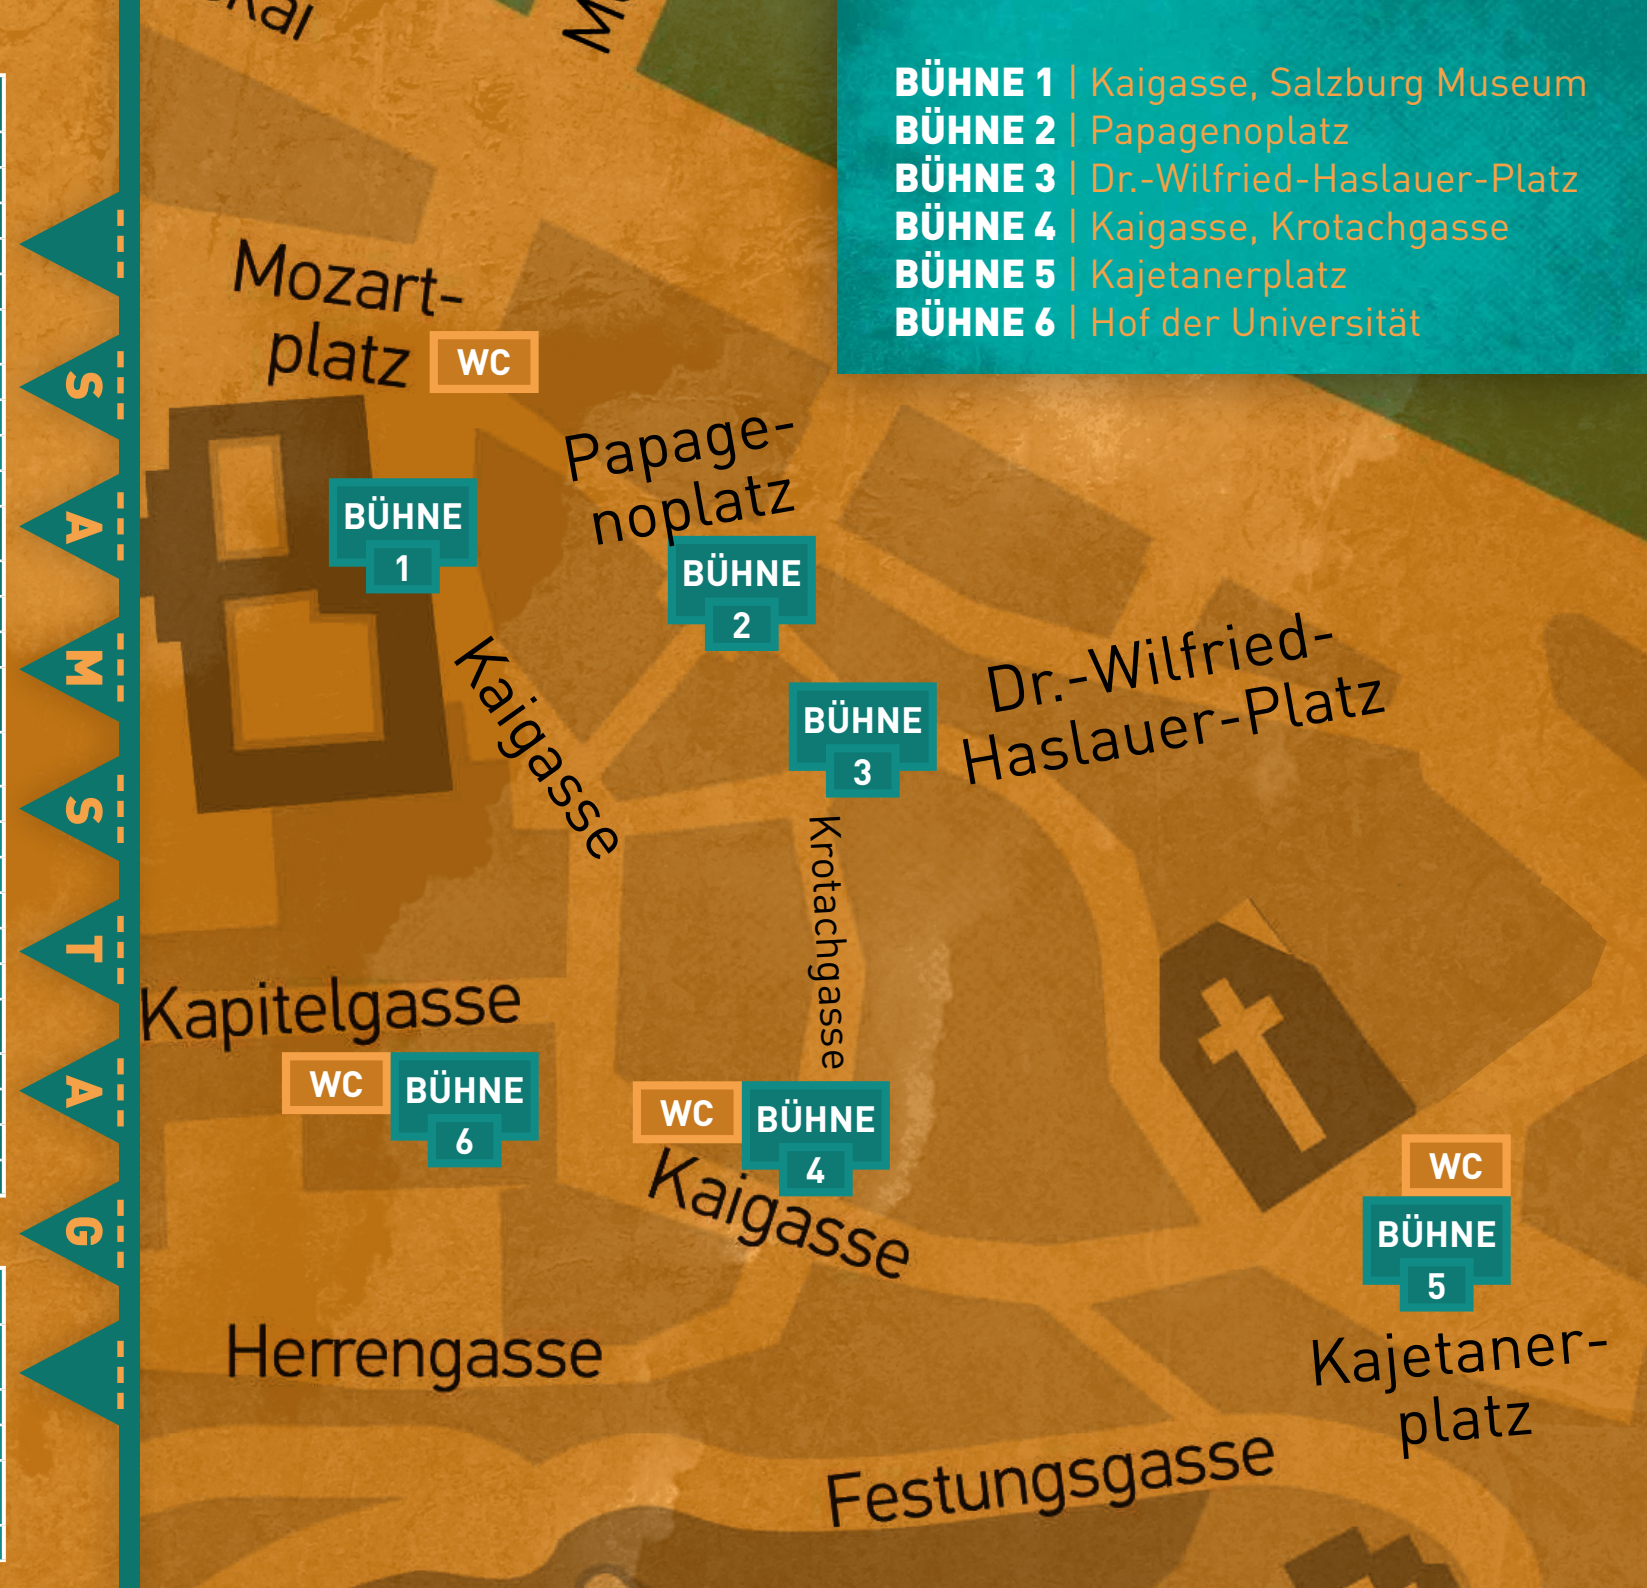 BÜHNE 1 | Kaigasse, Salzburg Museum
BÜHNE 2 | Papagenoplatz
BÜHNE 3 | Dr.-Wilfried-Haslauer-Platz
BÜHNE 4 | Kaigasse, Krotachgasse
BÜHNE 5 | Kajetanerplatz
BÜHNE 6 | Hof der Universität
SAMSTAG
Mozart-
platz
WC
Papage-
noplatz
BÜHNE
1
BÜHNE
2
Kaigasse
Dr.-Wilfried-
Haslauer-Platz
BÜHNE
3
Krotachgasse
Kapitelgasse
WC
BÜHNE
6
WC
BÜHNE
4
Kaigasse
WC
BÜHNE
5
Kajetaner-
platz
Herrengasse
Festungsgasse